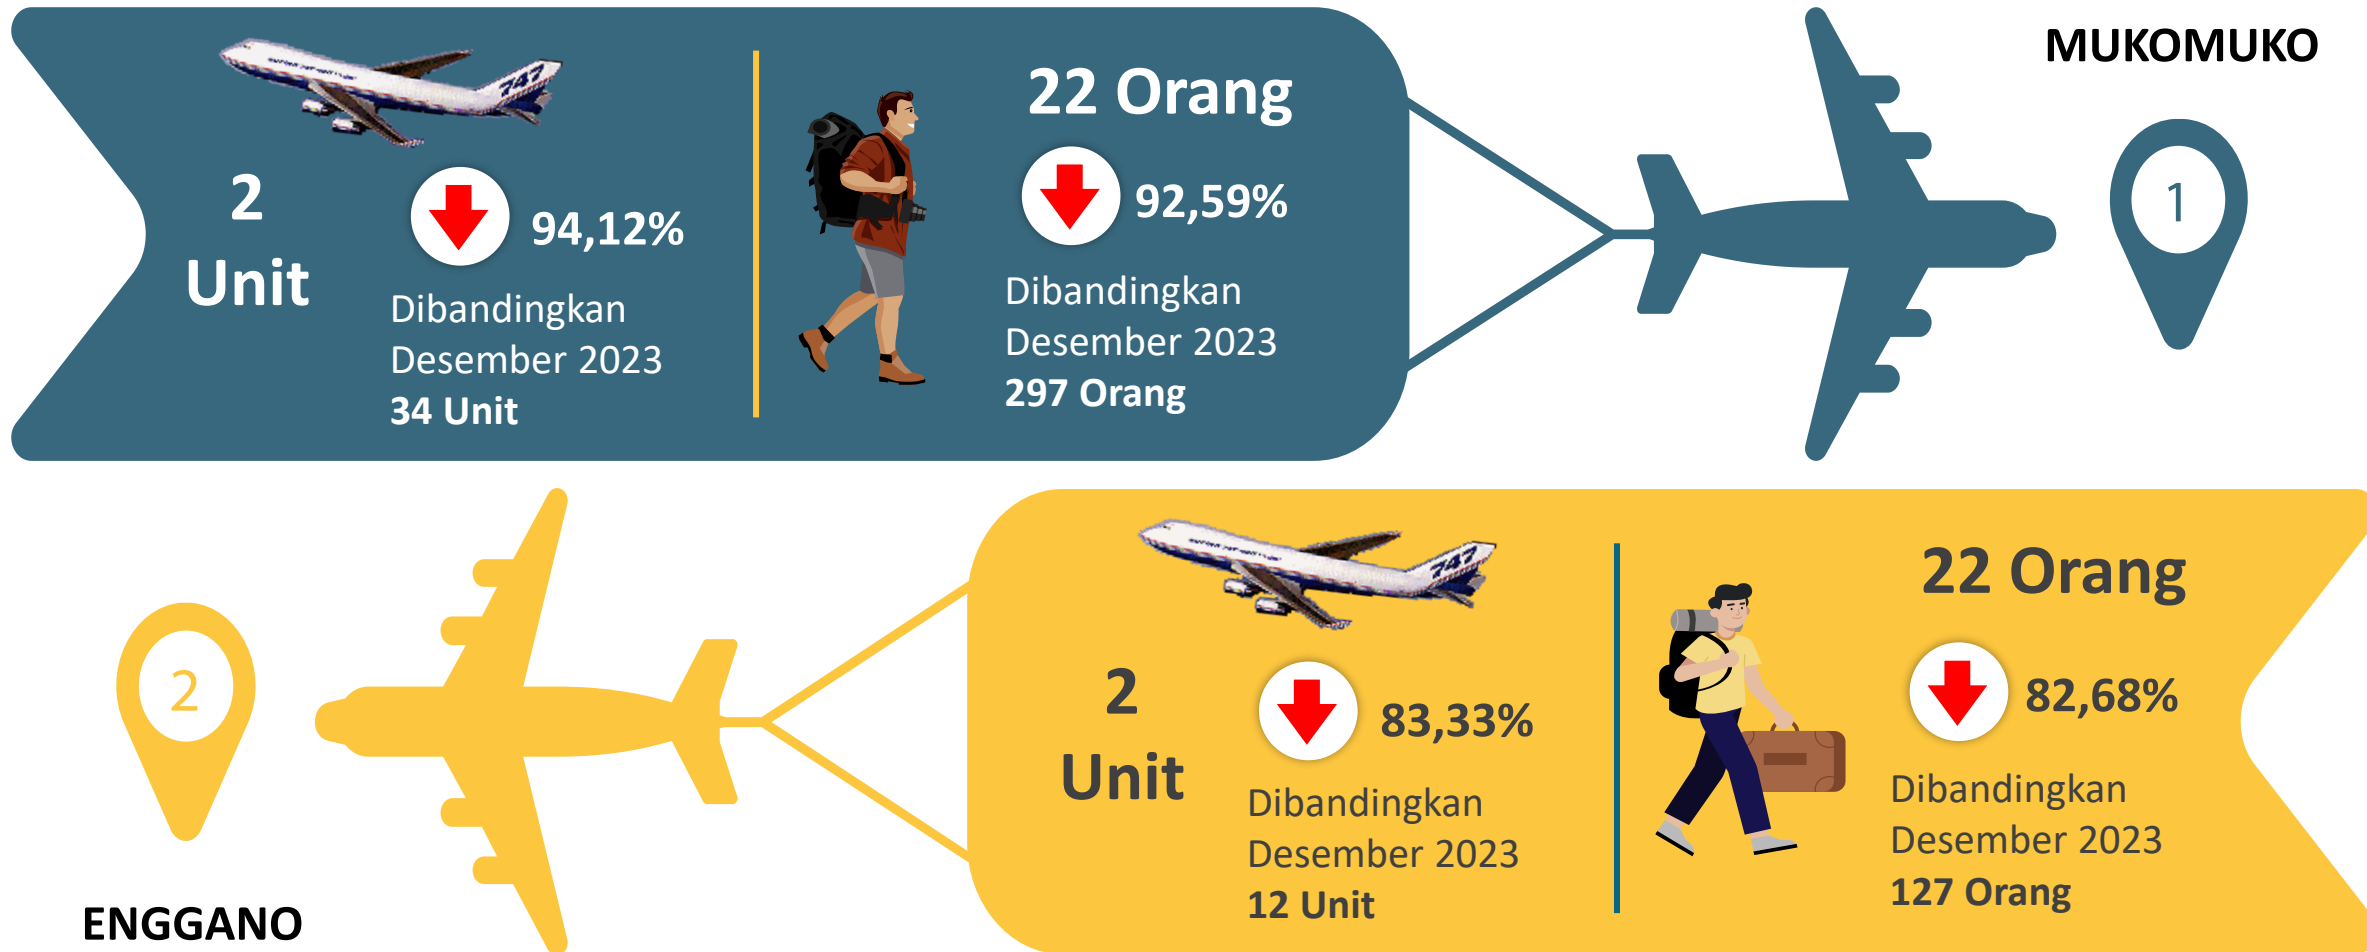 MUKOMUKO
1
747
2
Unit
94,12%
Dibandingkan
Desember 2023
34 Unit
22 Orang
92,59%
Dibandingkan
Desember 2023
297 Orang
ENGGANO
2
747
2
Unit
83,33%
Dibandingkan
Desember 2023
12 Unit
22 Orang
82,68%
Dibandingkan
Desember 2023
127 Orang